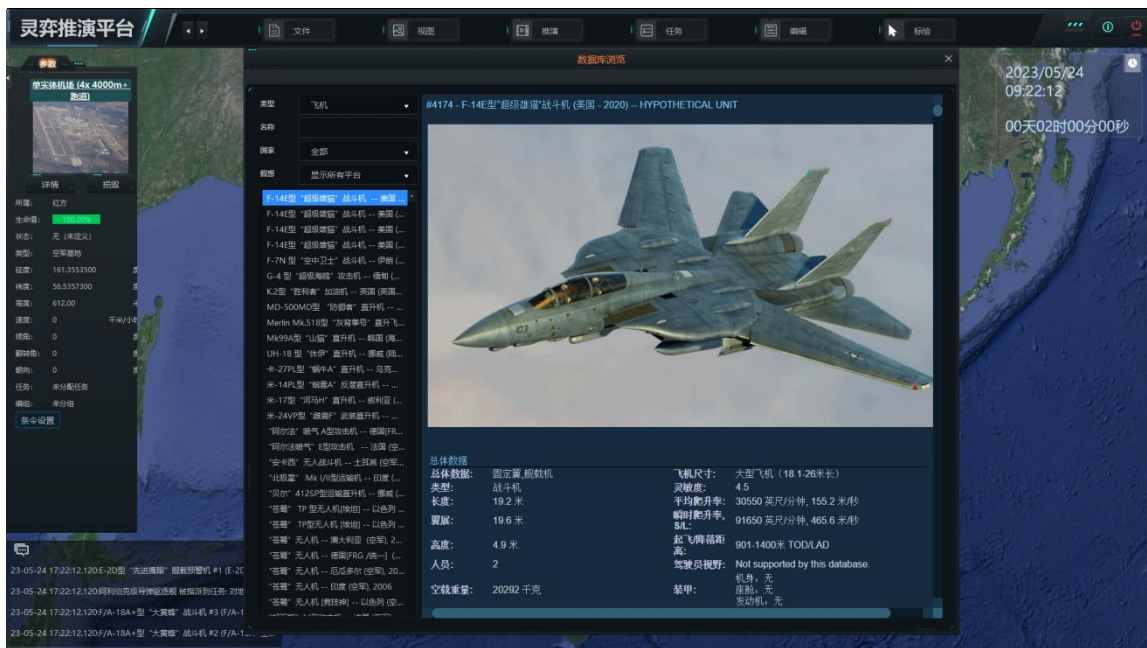 灵弈推演平台
文件
视图
推演
任务
编辑
标绘
参数
单实体机场 (4x 4000m+
跑道)
详情
损毁
所属: 红方
生命值: 100.00%
状态: 无 (未定义)
类型: 空军基地
经度: 161.3553500
纬度: 56.5357300
高度: 612.00
速度: 0 千米/小时
倾角: 0
翻转角: 0
朝向: 0
任务: 未分配任务
编组: 未分组
条令设置
数据库浏览
类型 飞机
名称
国家 全部
假想 显示所有平台
F-14E型 "超级雄猫" 战斗机 -- 美国 ...
F-14E型 "超级雄猫" 战斗机 -- 美国 (...
F-14E型 "超级雄猫" 战斗机 -- 美国 (...
F-14E型 "超级雄猫" 战斗机 -- 美国 (...
F-7N 型 "空中卫士" 战斗机 -- 伊朗 (...
G-4 型 "超级海鸥" 攻击机 -- 缅甸 (...
K.2型 "胜利者" 加油机 -- 英国 (英国...
MD-500MD型 "防御者" 直升机 -- ...
Merlin Mk.518型 "灰背隼号" 直升飞...
Mk99A型 "山猫" 直升机 -- 韩国 (海...
UH-1B 型 "休伊" 直升机 -- 挪威 (陆...
卡-27PL型 "蜗牛A" 直升机 -- 乌克...
米-14PL型 "烟雾A" 反潜直升机 -- ...
米-17型 "河马H" 直升机 -- 叙利亚 (...
米-24VP型 "雌鹿F" 武装直升机 -- ...
"阿尔法" 喷气 A型攻击机 -- 德国[FR...
"阿尔法喷气" E型攻击机 -- 法国 (空...
"安卡西" 无人战斗机 -- 土耳其 (空军...
"北极星" Mk I/II型运输机 -- 印度 (...
"贝尔" 412SP型运输直升机 -- 挪威 (...
"苍鹭" TP 型无人机[埃坦] -- 以色列 ...
"苍鹭" TP型无人机 [埃坦] -- 以色列 (...
"苍鹭" 无人机 -- 澳大利亚 (空军), 2...
"苍鹭" 无人机 -- 德国[FRG /统一] (...
"苍鹭" 无人机 -- 厄瓜多尔 (空军), 20...
"苍鹭" 无人机 -- 印度 (空军), 2006
"苍鹭" 无人机 -- 以色列 (空...
#4174 - F-14E型"超级雄猫"战斗机 (美国 - 2020) -- HYPOTHETICAL UNIT
103
总体数据
总体数据: 固定翼,舰载机
类型: 战斗机
长度: 19.2 米
翼展: 19.6 米
高度: 4.9 米
人员: 2
空载重量: 20292 千克
飞机尺寸: 大型飞机（18.1-26米长）
灵敏度: 4.5
平均爬升率: 30550 英尺/分钟, 155.2 米/秒
瞬时爬升率, S/L: 91650 英尺/分钟, 465.6 米/秒
起飞/降落距离: 901-1400米 TOD/LAD
驾驶员视野: Not supported by this database.
装甲: 机身：无
座舱：无
发动机：无
2023/05/24
09:22:12
00天02时00分00秒
23-05-24 17:22:12,120:E-2D型 "先进鹰眼" 舰载预警机 #1 (E-2D
23-05-24 17:22:12,120:阿利伯克级导弹驱逐舰 被指派到任务: 对地
23-05-24 17:22:12,120:F/A-18A+型 "大黄蜂" 战斗机 #3 (F/A-1
23-05-24 17:22:12,120:F/A-18A+型 "大黄蜂" 战斗机 #2 (F/A-1